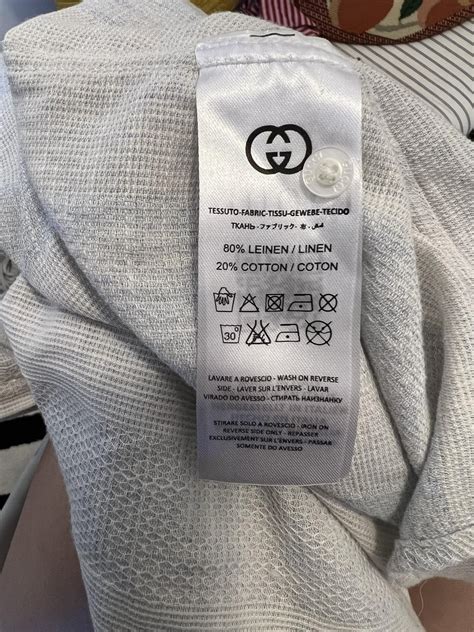 TESSUTO-FABRIC-TISSU-GEWEBE-TECIDO
ТКАНЬ - ファブリック - 布 - قماش
80% LEINEN / LINEN
20% COTTON / COTON
30°
LAVARE A ROVESCIO - WASH ON REVERSE
SIDE - LAVER SUR L'ENVERS - LAVAR
VIRADO DO AVESSO - СТИРАТЬ НАИЗНАНКУ
STIRARE SOLO A ROVESCIO - IRON ON
REVERSE SIDE ONLY - REPASSER
EXCLUSIVEMENT SUR L'ENVERS - PASSAR
SOMENTE DO AVESSO